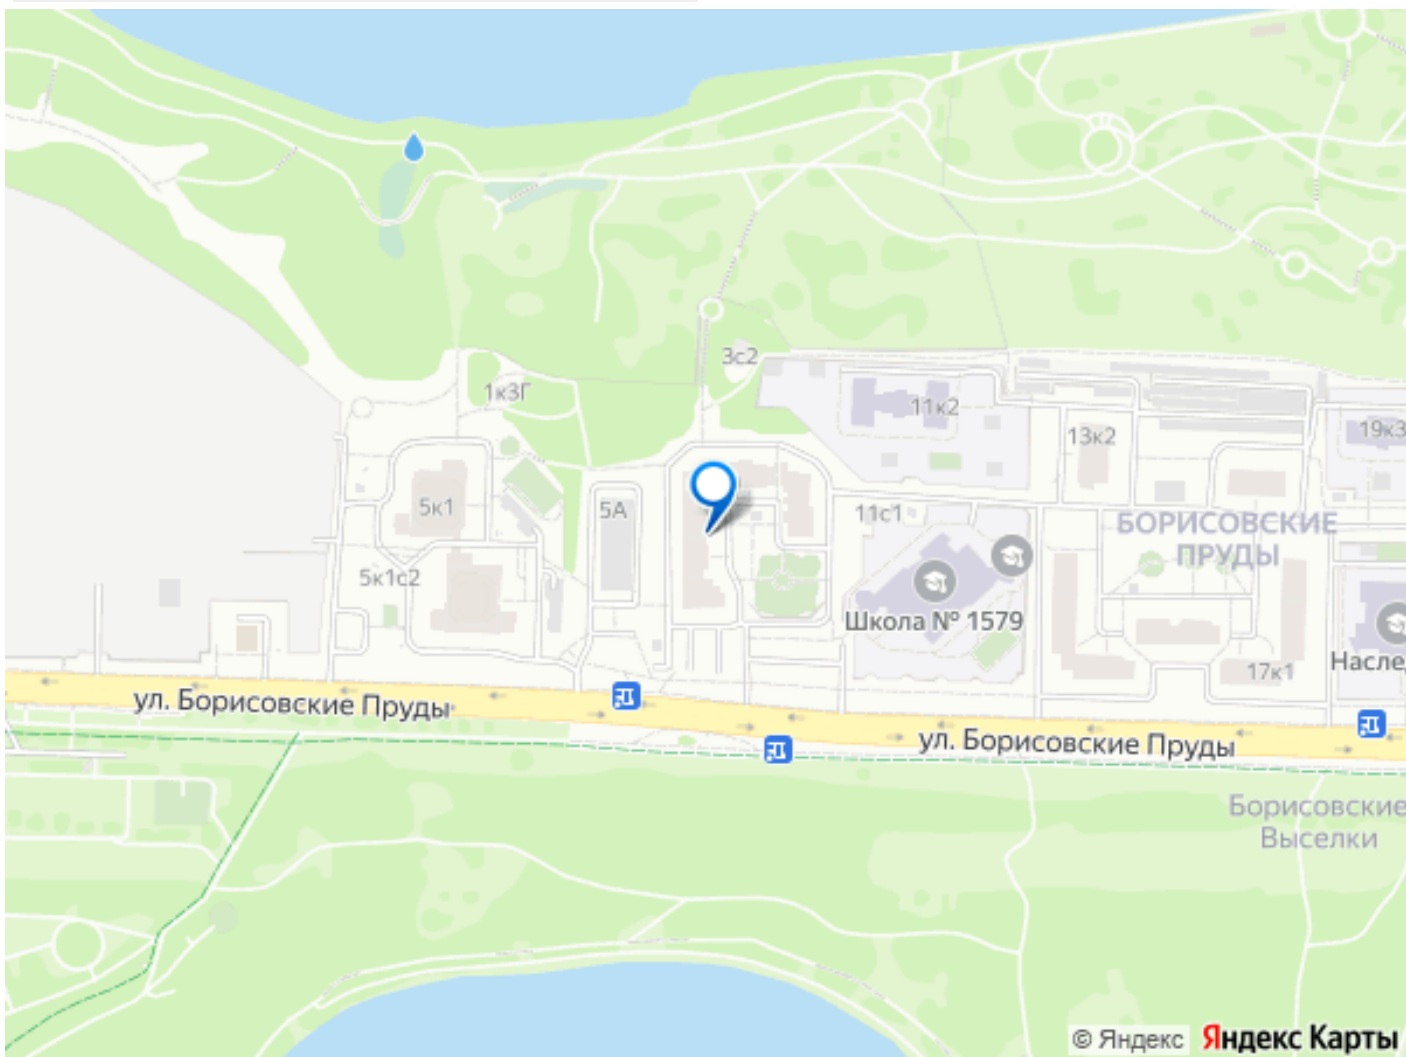 3с2
1к3Г
11к2
13к2
19к3
5к1
5А
11с1
БОРИСОВСКИЕ
ПРУДЫ
5к1с2
Школа № 1579
Насле
17к1
ул. Борисовские Пруды
ул. Борисовские Пруды
Борисовские
Выселки
© Яндекс Яндекс Карты